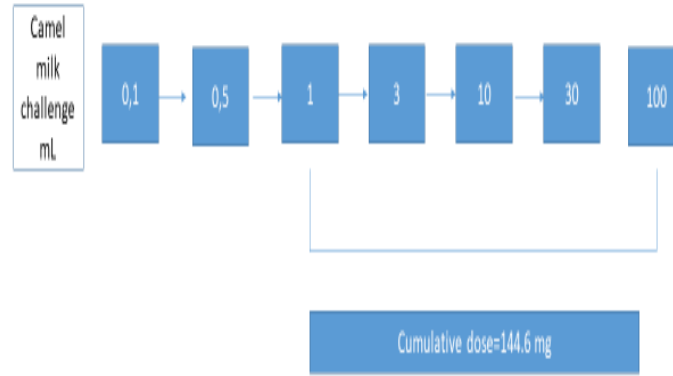 Camel
milk
challenge
mL
0,1
0,5
1
3
10
30
100
Cumulative dose=144.6 mg